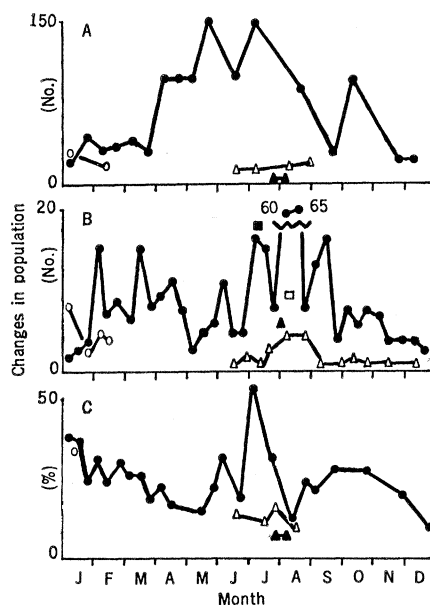 150
A
(No.)
0
20
B
60 65
(No.)
Changes in population
0
50
C
(%)
0
J F M A M J J A S O N D
Month